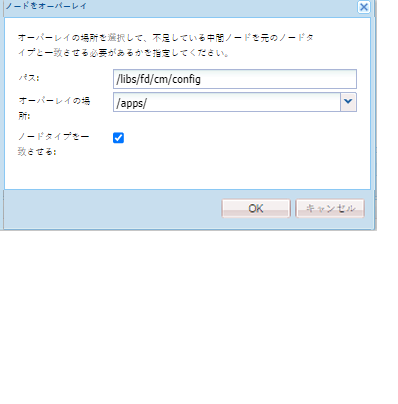 ノードをオーバーレイ
オーバーレイの場所を選択して、不足している中間ノードを元のノードタ
イプと一致させる必要があるかを指定してください。
パス:
/libs/fd/cm/config
オーバーレイの場
所:
/apps/
ノードタイプを一
致させる:
OK
キャンセル